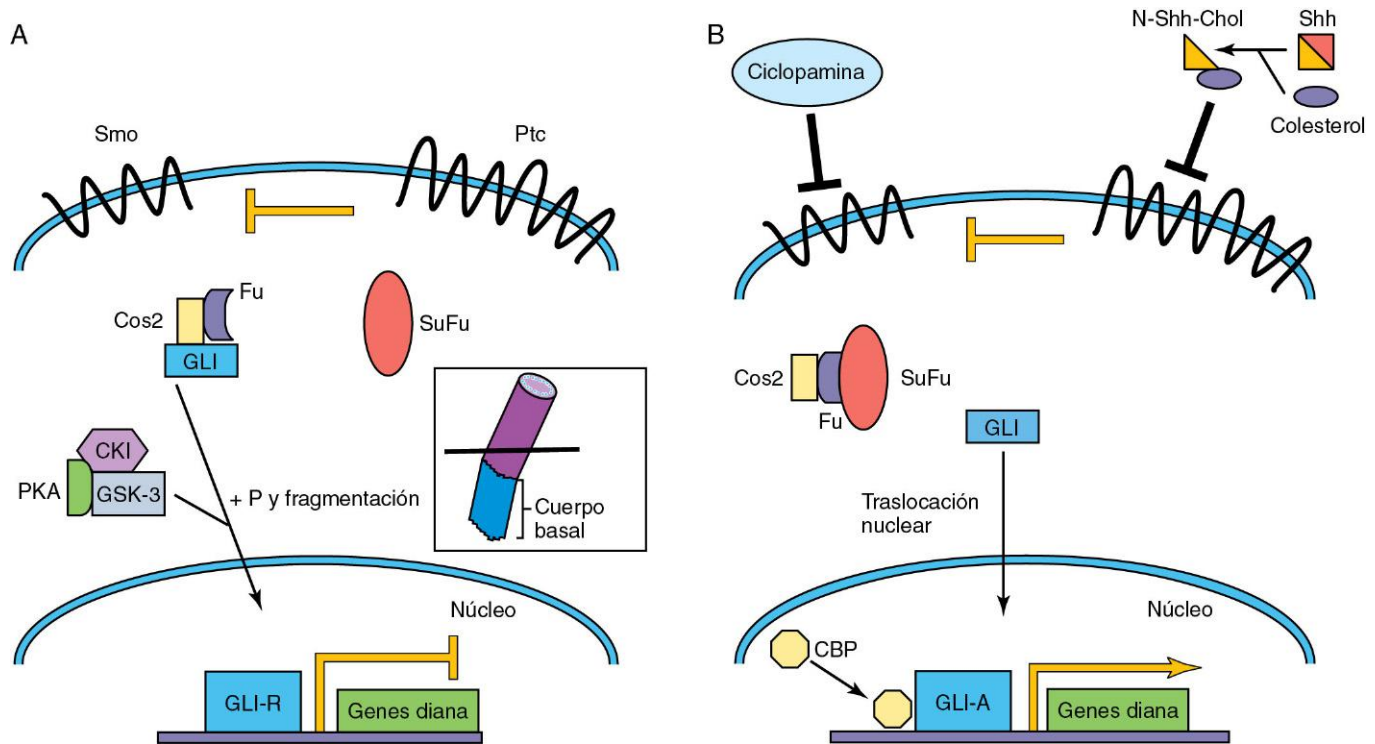 A
Smo
Ptc
Fu
Cos2
GLI
SuFu
CKI
PKA
GSK-3
+ P y fragmentación
Cuerpo
basal
Núcleo
GLI-R
Genes diana
B
N-Shh-Chol
Shh
Ciclopamina
Colesterol
Cos2
SuFu
Fu
GLI
Traslocación
nuclear
Núcleo
CBP
GLI-A
Genes diana